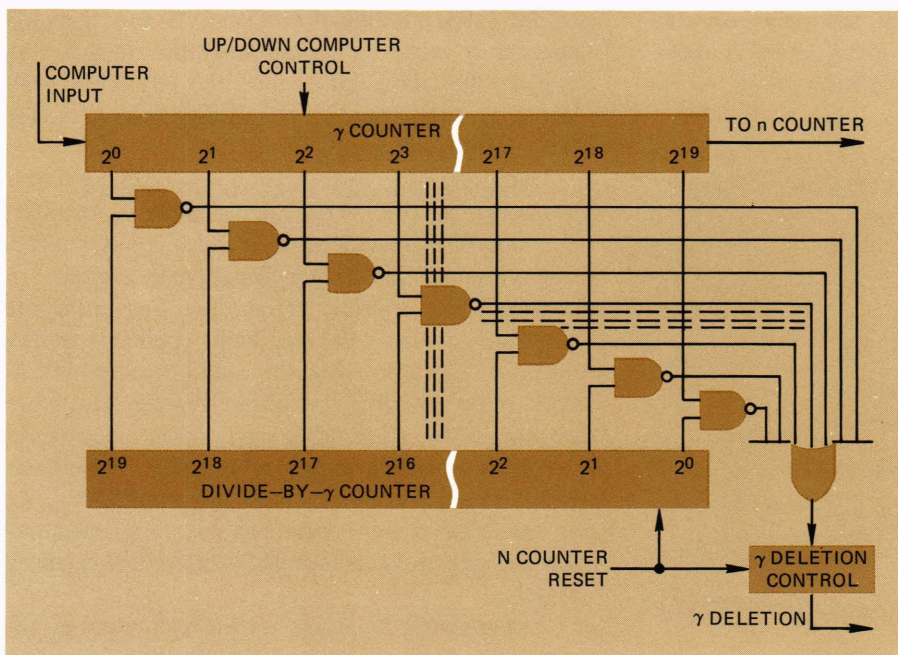 UP/DOWN COMPUTER
CONTROL
COMPUTER
INPUT
γ COUNTER
TO n COUNTER
2⁰ 2¹ 2² 2³ 2¹⁷ 2¹⁸ 2¹⁹
2¹⁹ 2¹⁸ 2¹⁷ 2¹⁶ 2² 2¹ 2⁰
DIVIDE–BY–γ COUNTER
N COUNTER
RESET
γ DELETION
CONTROL
γ DELETION